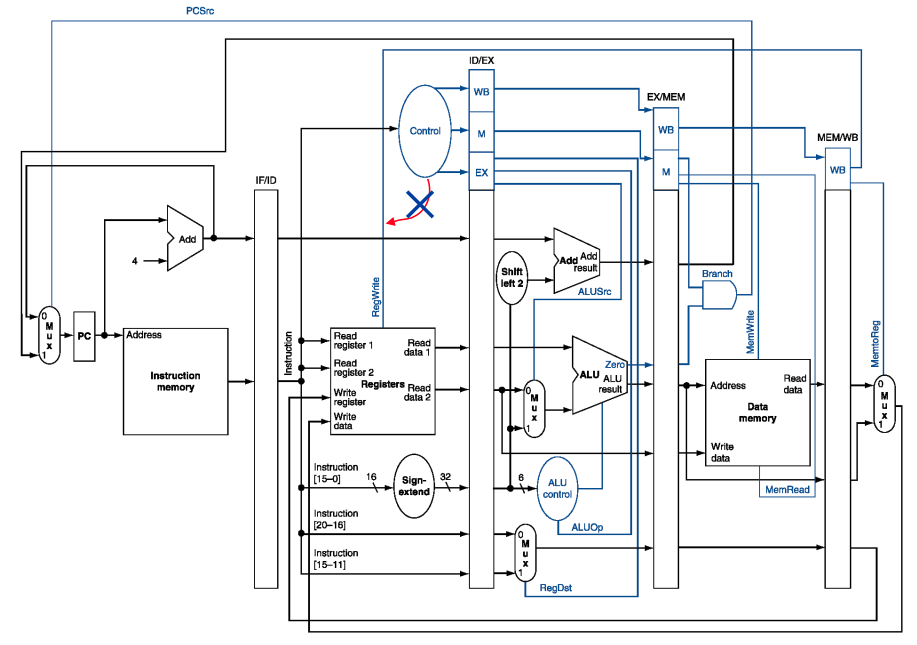 PCSrc
ID/EX
WB
M
EX
Control
EX/MEM
WB
M
MEM/WB
WB
IF/ID
Add
4
Add
Add
result
Shift
left 2
ALUSrc
Branch
RegWrite
MemWrite
MemtoReg
0
M
u
x
1
PC
Address
Instruction
memory
Instruction
Read
register 1
Read
register 2
Write
register
Write
data
Registers
Read
data 1
Read
data 2
0
M
u
x
1
ALU
Zero
ALU
result
Address
Read
data
Data
memory
Write
data
MemRead
0
M
u
x
1
Instruction
[15–0]
16
Sign-
extend
32
6
ALU
control
ALUOp
Instruction
[20–16]
Instruction
[15–11]
0
M
u
x
1
RegDst